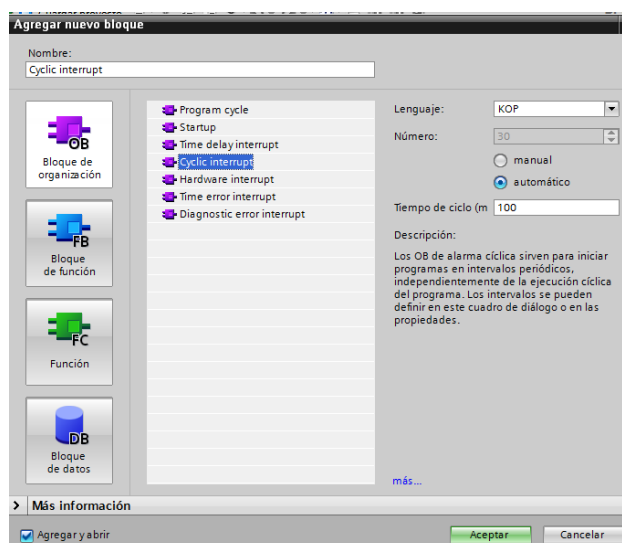 Agregar nuevo bloque
Nombre:
Cyclic interrupt
OB
Bloque de
organización
FB
Bloque
de función
FC
Función
DB
Bloque
de datos
Program cycle
Startup
Time delay interrupt
Cyclic interrupt
Hardware interrupt
Time error interrupt
Diagnostic error interrupt
Lenguaje: KOP
Número: 30
manual
automático
Tiempo de ciclo (m 100
Descripción:
Los OB de alarma cíclica sirven para iniciar
programas en intervalos periódicos,
independientemente de la ejecución cíclica
del programa. Los intervalos se pueden
definir en este cuadro de diálogo o en las
propiedades.
más...
> Más información
Agregar y abrir
Aceptar Cancelar